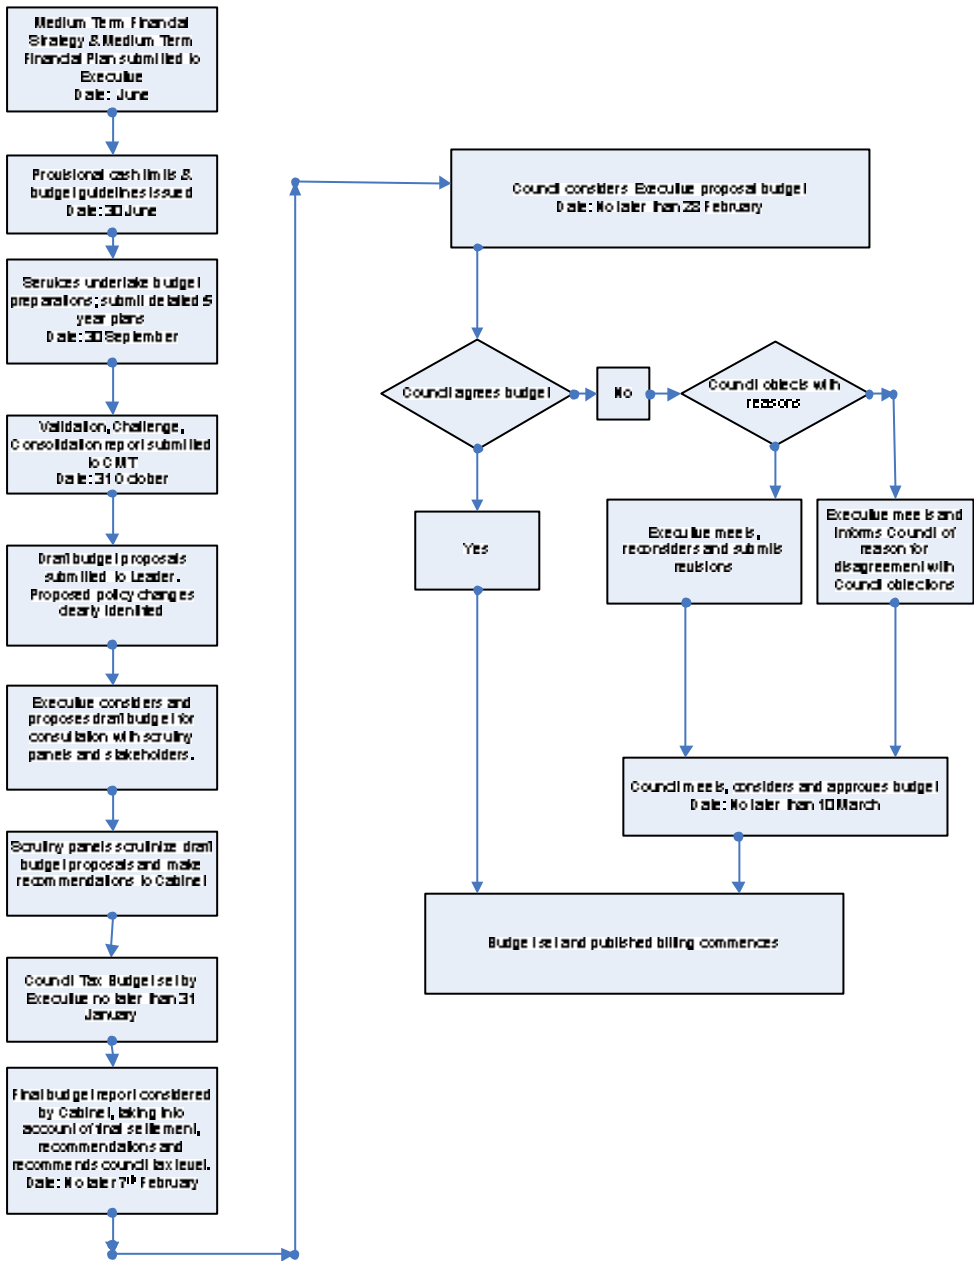 Medium Term Financial
Strategy & Medium Term
Financial Plan submitted to
Executive
Date: June
Provisional cash limits &
budget guidelines issued
Date: 30 June
Services undertake budget
preparations; submit detailed 5
year plans
Date: 30 September
Validation, Challenge,
Consolidation report submitted
to CMT
Date: 31 October
Draft budget proposals
submitted to Leader.
Proposed policy changes
clearly identified
Executive considers and
proposes draft budget for
consultation with scrutiny
panels and stakeholders.
Scrutiny panels scrutinize draft
budget proposals and make
recommendations to Cabinet
Council Tax Budget set by
Executive no later than 31
January
Final budget report considered
by Cabinet, taking into
account of final settlement,
recommendations and
recommends council tax level.
Date: No later 7th February
Council considers Executive proposal budget
Date: No later than 28 February
Council agrees budget
No
Council objects with
reasons
Yes
Executive meets,
reconsiders and submits
revisions
Executive meets and
informs Council of
reason for
disagreement with
Council objections
Council meets, considers and approves budget
Date: No later than 10 March
Budget set and published billing commences